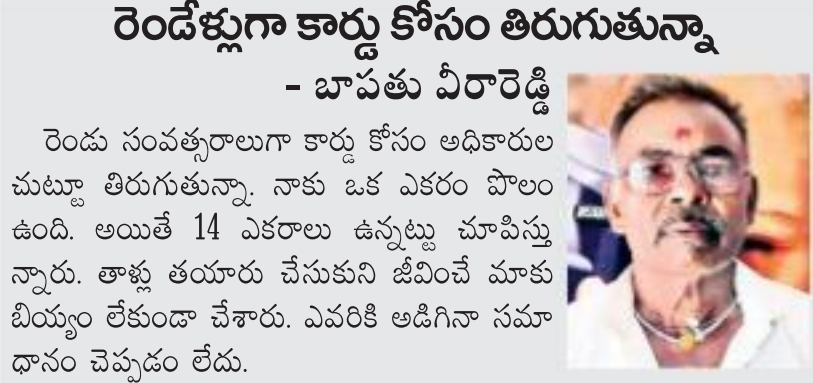 రెండేళ్లుగా కార్డు కోసం తిరుగుతున్నా
- బాపతు వీరారెడ్డి
రెండు సంవత్సరాలుగా కార్డు కోసం అధికారుల
చుట్టూ తిరుగుతున్నా. నాకు ఒక ఎకరం పొలం
ఉంది. అయితే 14 ఎకరాలు ఉన్నట్టు చూపిస్తు
న్నారు. తాళ్లు తయారు చేసుకుని జీవించే మాకు
బియ్యం లేకుండా చేశారు. ఎవరికి అడిగినా సమా
ధానం చెప్పడం లేదు.